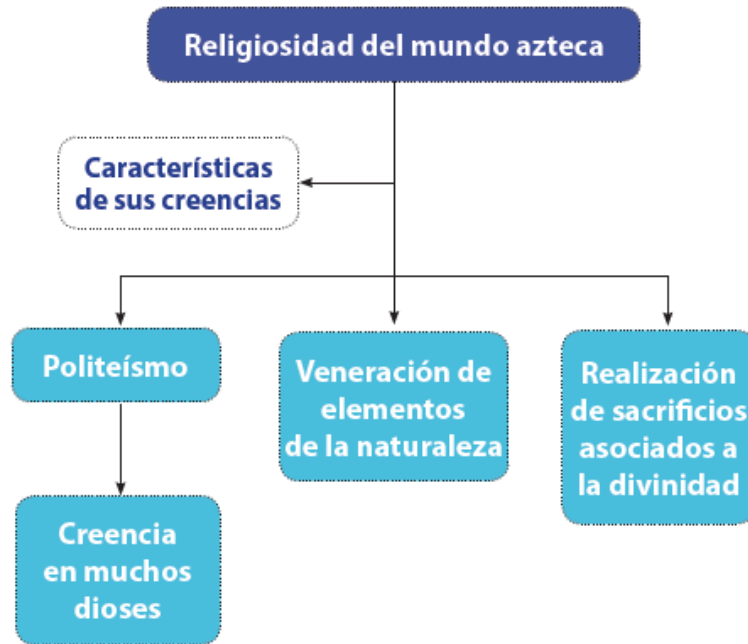 Religiosidad del mundo azteca
Característícas
de sus creencias
Politeísmo
Veneración de
elementos
de la naturaleza
Realización
de sacrificios
asociados a
la divinidad
Creencia
en muchos
dioses